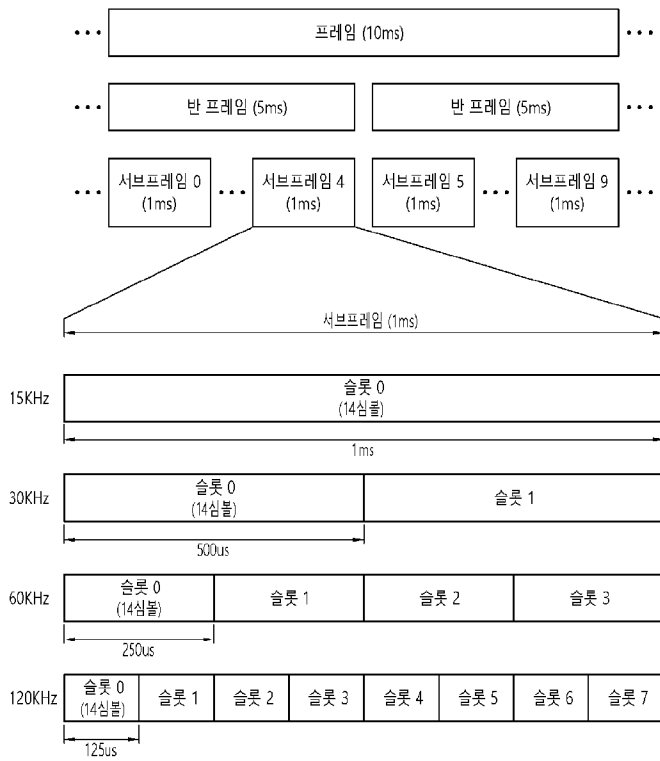 ··· 프레임 (10ms) ···
··· 반 프레임 (5ms) 반 프레임 (5ms) ···
··· 서브프레임 0 ··· 서브프레임 4 서브프레임 5 ··· 서브프레임 9 ···
(1ms) (1ms) (1ms) (1ms)
서브프레임 (1ms)
15KHz 슬롯 0
(14심콜)
1ms
30KHz 슬롯 0 슬롯 1
(14심볼)
500us
60KHz 슬롯 0 슬롯 1 슬롯 2 슬롯 3
(14심볼)
250us
120KHz 슬롯 0 슬롯 1 슬롯 2 슬롯 3 슬롯 4 슬롯 5 슬롯 6 슬롯 7
(14심볼)
125us